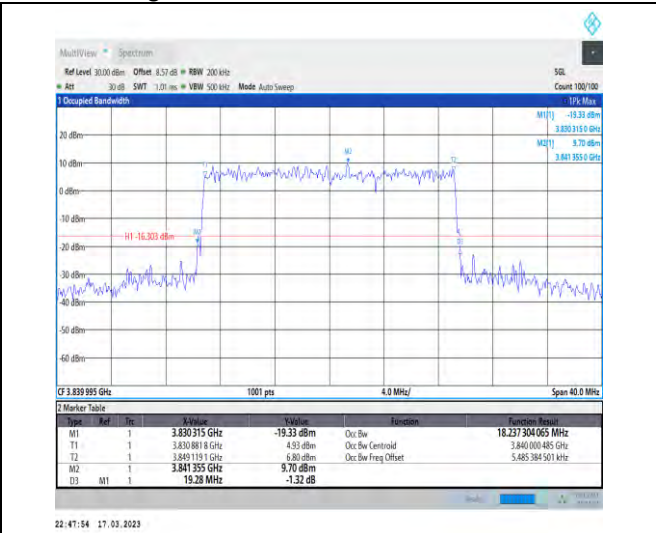 MultiView Spectrum
Ref Level 30.00 dBm Offset 8.57 dB RBW 200 kHz SGL
Att 30 dB SWT 1.01 ms VBW 500 kHz Mode Auto Sweep Count 100/100
1 Occupied Bandwidth 1Pk Max
M1[1] -19.33 dBm
3.830 315 0 GHz
M2[1] 9.70 dBm
3.841 355 0 GHz
20 dBm
10 dBm
0 dBm
-10 dBm
-20 dBm
-30 dBm
-40 dBm
-50 dBm
-60 dBm
M2
T1
T2
H1 -16.303 dBm
M1
D3
CF 3.839 995 GHz 1001 pts 4.0 MHz/ Span 40.0 MHz
2 Marker Table
Type Ref Trc X-Value Y-Value Function Function Result
M1 1 3.830 315 GHz -19.33 dBm Occ Bw 18.237 304 065 MHz
T1 1 3.830 881 8 GHz 4.93 dBm Occ Bw Centroid 3.840 000 485 GHz
T2 1 3.849 119 1 GHz 6.80 dBm Occ Bw Freq Offset 5.485 384 501 kHz
M2 1 3.841 355 GHz 9.70 dBm
D3 M1 1 19.28 MHz -1.32 dB
22:47:54 17.03.2023